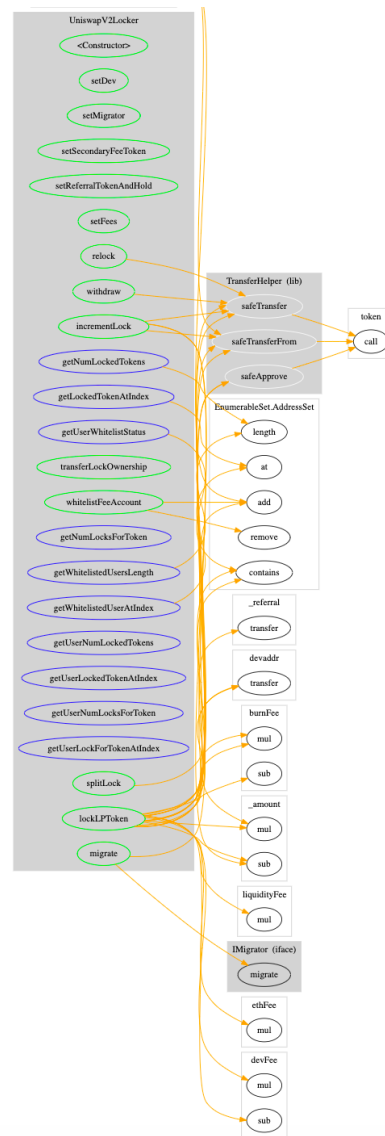 UniswapV2Locker
<Constructor>
setDev
setMigrator
setSecondaryFeeToken
setReferralTokenAndHold
setFees
relock
withdraw
incrementLock
getNumLockedTokens
getLockedTokenAtIndex
getUserWhitelistStatus
transferLockOwnership
whitelistFeeAccount
getNumLocksForToken
getWhitelistedUsersLength
getWhitelistedUserAtIndex
getUserNumLockedTokens
getUserLockedTokenAtIndex
getUserNumLocksForToken
getUserLockForTokenAtIndex
splitLock
lockLPToken
migrate
TransferHelper (lib)
safeTransfer
safeTransferFrom
safeApprove
token
call
EnumerableSet.AddressSet
length
at
add
remove
contains
_referral
transfer
devaddr
transfer
burnFee
mul
sub
_amount
mul
sub
liquidityFee
mul
IMigrator (iface)
migrate
ethFee
mul
devFee
mul
sub